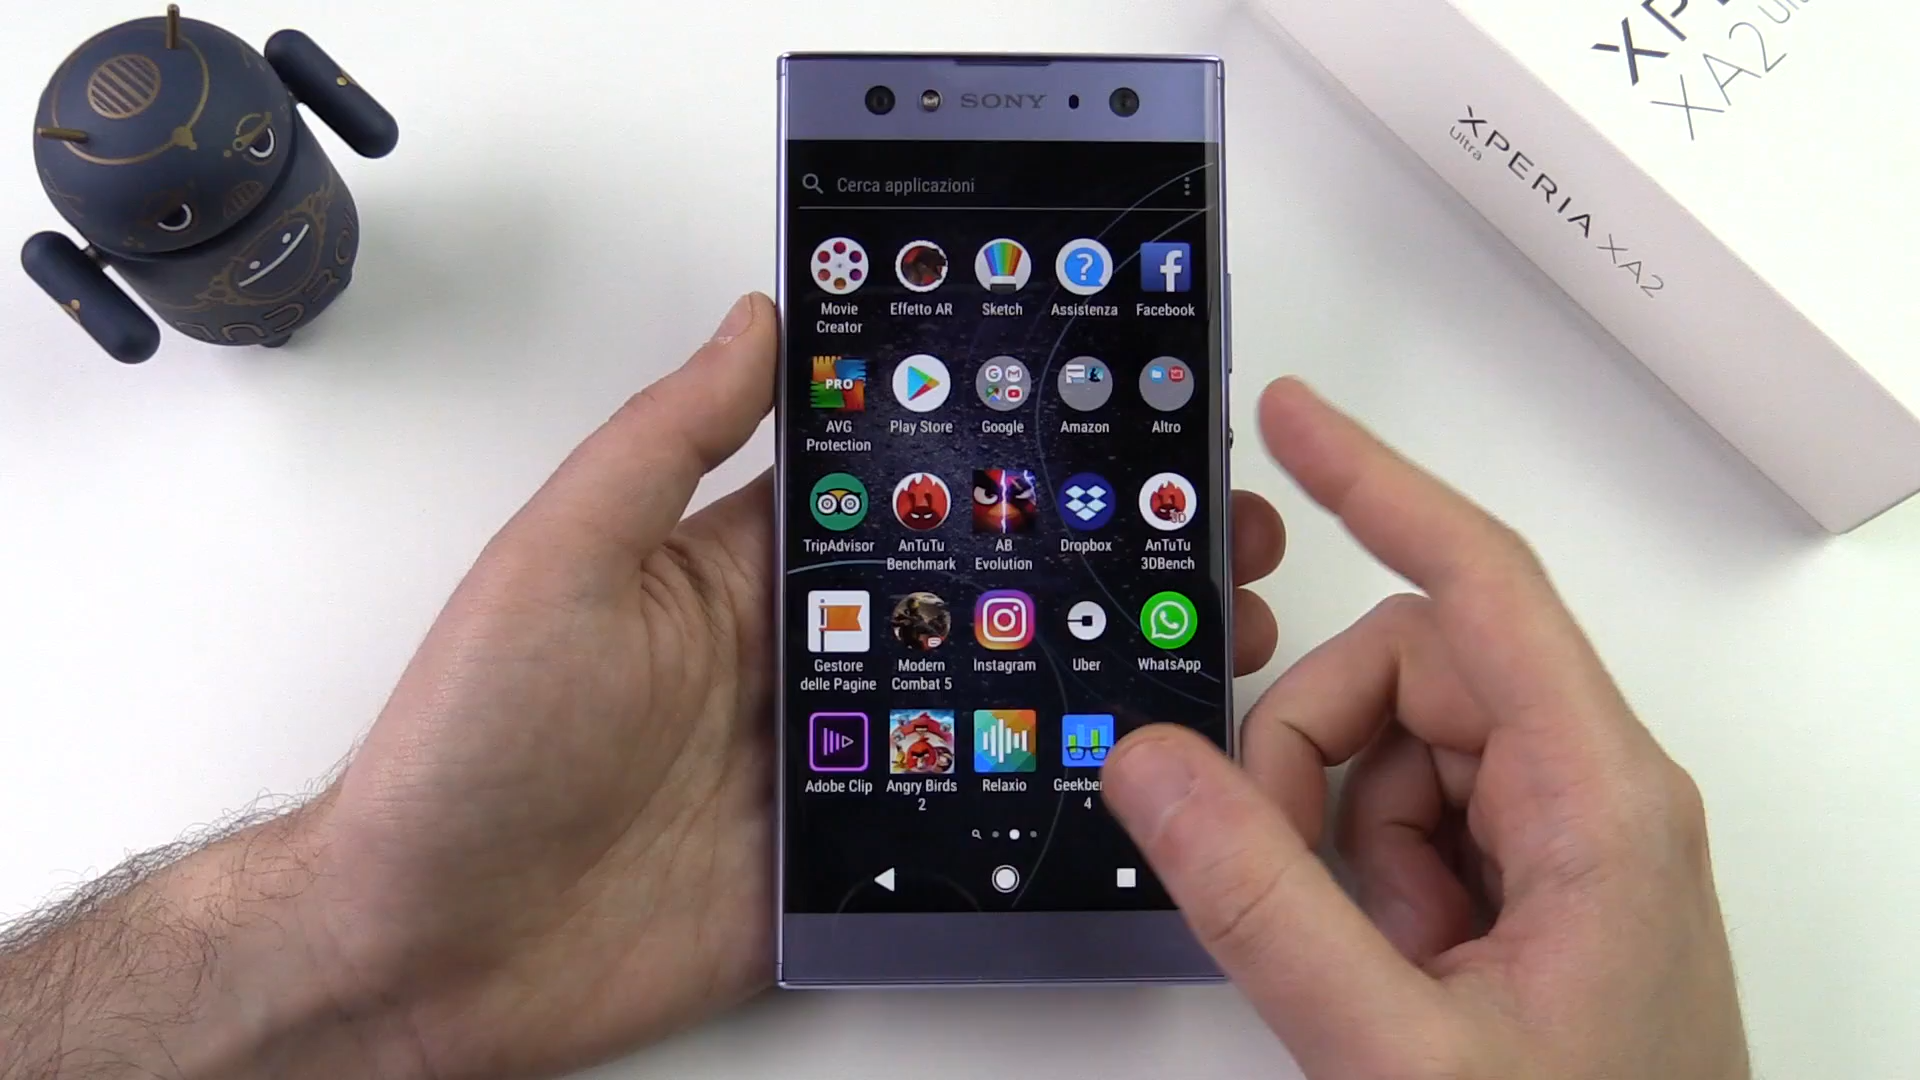 SONY
Cerca applicazioni
Movie
Creator
Effetto AR
Sketch
Assistenza
Facebook
PRO
AVG
Protection
Play Store
Google
Amazon
Altro
TripAdvisor
AnTuTu
Benchmark
AB
Evolution
Dropbox
3D
AnTuTu
3DBench
Gestore
delle Pagine
Modern
Combat 5
Instagram
Uber
WhatsApp
Adobe Clip
Angry Birds
2
Relaxio
4
XPERIA XA2
Ultra
XA2